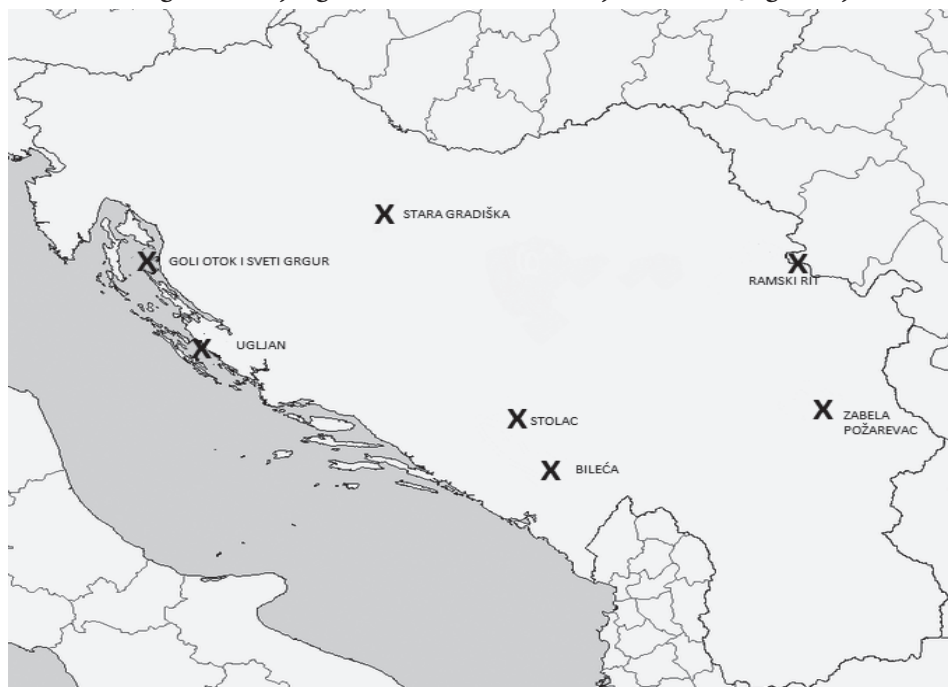 STARA GRADIŠKA
GOLI OTOK I SVETI GRGUR
RAMSKI RIT
UGLJAN
STOLAC
ZABELA
POŽAREVAC
BILEĆA